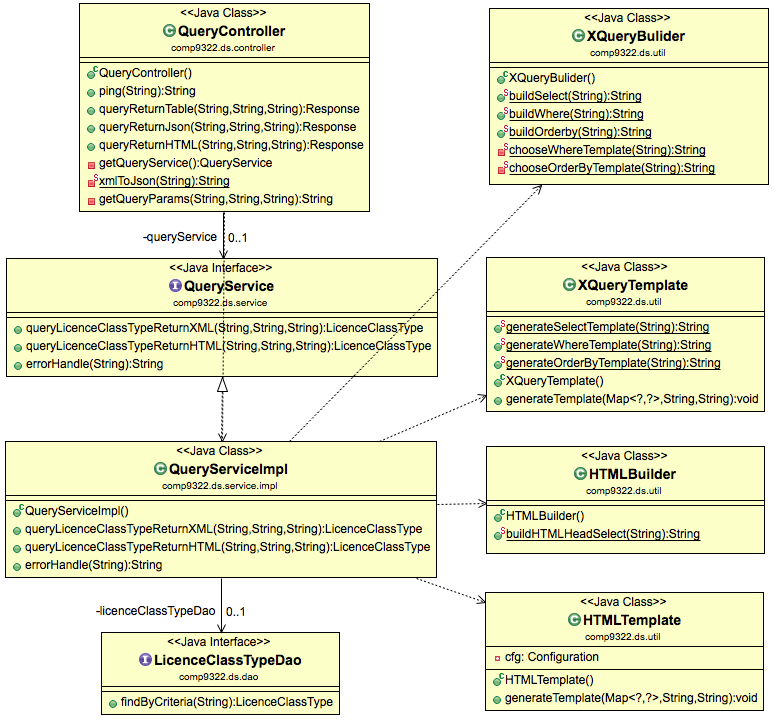 <<Java Class>>
QueryController
comp9322.ds.controller
QueryController()
ping(String):String
queryReturnTable(String,String,String):Response
queryReturnJson(String,String,String):Response
queryReturnHTML(String,String,String):Response
getQueryService():QueryService
xmlToJson(String):String
getQueryParams(String,String,String):String
-queryService
0..1
<<Java Interface>>
QueryService
comp9322.ds.service
queryLicenceClassTypeReturnXML(String,String,String):LicenceClassType
queryLicenceClassTypeReturnHTML(String,String,String):LicenceClassType
errorHandle(String):String
<<Java Class>>
QueryServiceImpl
comp9322.ds.service.impl
QueryServiceImpl()
queryLicenceClassTypeReturnXML(String,String,String):LicenceClassType
queryLicenceClassTypeReturnHTML(String,String,String):LicenceClassType
errorHandle(String):String
-licenceClassTypeDao
0..1
<<Java Interface>>
LicenceClassTypeDao
comp9322.ds.dao
findByCriteria(String):LicenceClassType
<<Java Class>>
XQueryBulider
comp9322.ds.util
XQueryBulider()
buildSelect(String):String
buildWhere(String):String
buildOrderby(String):String
chooseWhereTemplate(String):String
chooseOrderByTemplate(String):String
<<Java Class>>
XQueryTemplate
comp9322.ds.util
generateSelectTemplate(String):String
generateWhereTemplate(String):String
generateOrderByTemplate(String):String
XQueryTemplate()
generateTemplate(Map<?,?>,String,String):void
<<Java Class>>
HTMLBuilder
comp9322.ds.util
HTMLBuilder()
buildHTMLHeadSelect(String):String
<<Java Class>>
HTMLTemplate
comp9322.ds.util
cfg: Configuration
HTMLTemplate()
generateTemplate(Map<?,?>,String,String):void